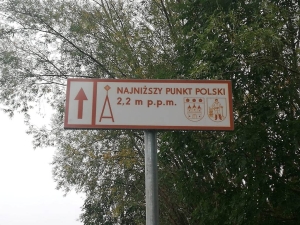 NAJNIŻSZY PUNKT POLSKI
2,2 m p.p.m.